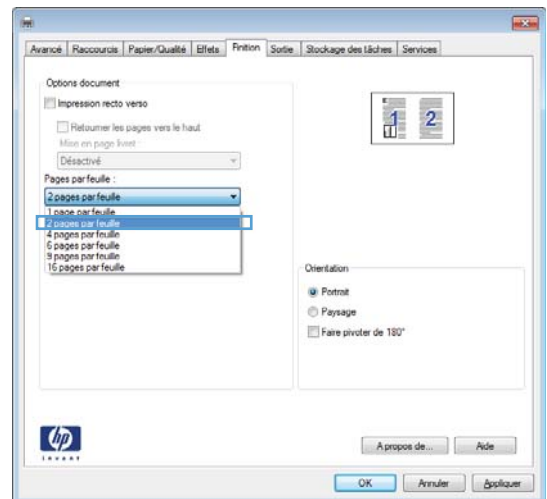 Avancé Raccourcis Papier/Qualité Effets Finition Sortie Stockage des tâches Services
Options document
Impression recto verso
Retourner les pages vers le haut
Mise en page livret :
Désactivé
Pages par feuille :
2 pages par feuille
1 page par feuille
2 pages par feuille
4 pages par feuille
6 pages par feuille
9 pages par feuille
16 pages par feuille
1 2
Orientation
Portrait
Paysage
Faire pivoter de 180°
hp
invent
A propos de... Aide
OK Annuler Appliquer